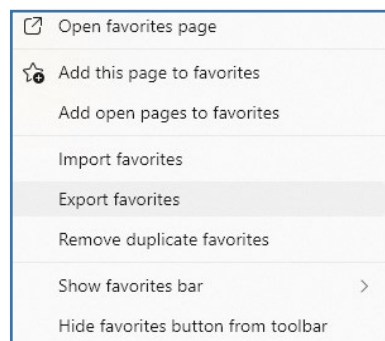 Open favorites page
Add this page to favorites
Add open pages to favorites
Import favorites
Export favorites
Remove duplicate favorites
Show favorites bar
Hide favorites button from toolbar